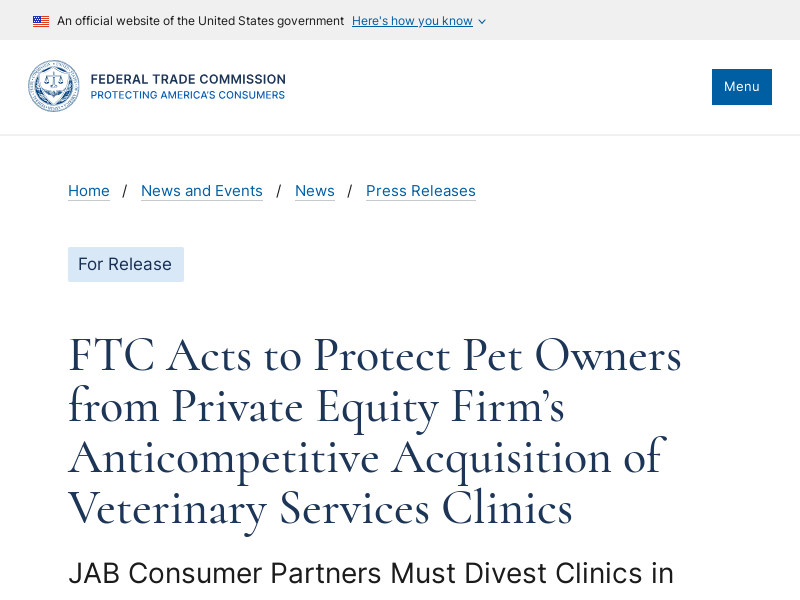 An official website of the United States government Here's how you know
FEDERAL TRADE COMMISSION
PROTECTING AMERICA'S CONSUMERS
Menu
Home / News and Events / News / Press Releases
For Release
FTC Acts to Protect Pet Owners
from Private Equity Firm’s
Anticompetitive Acquisition of
Veterinary Services Clinics
JAB Consumer Partners Must Divest Clinics in